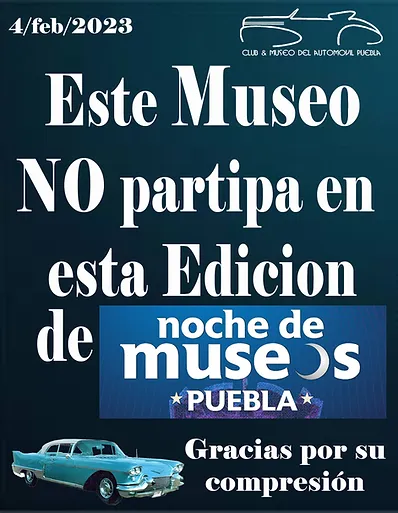 4/feb/2023
CLUB & MUSEO DEL AUTOMOVIL PUEBLA
Este Museo
NO partipa en
esta Edicion
de noche de
museos
PUEBLA
Gracias por su
compresión